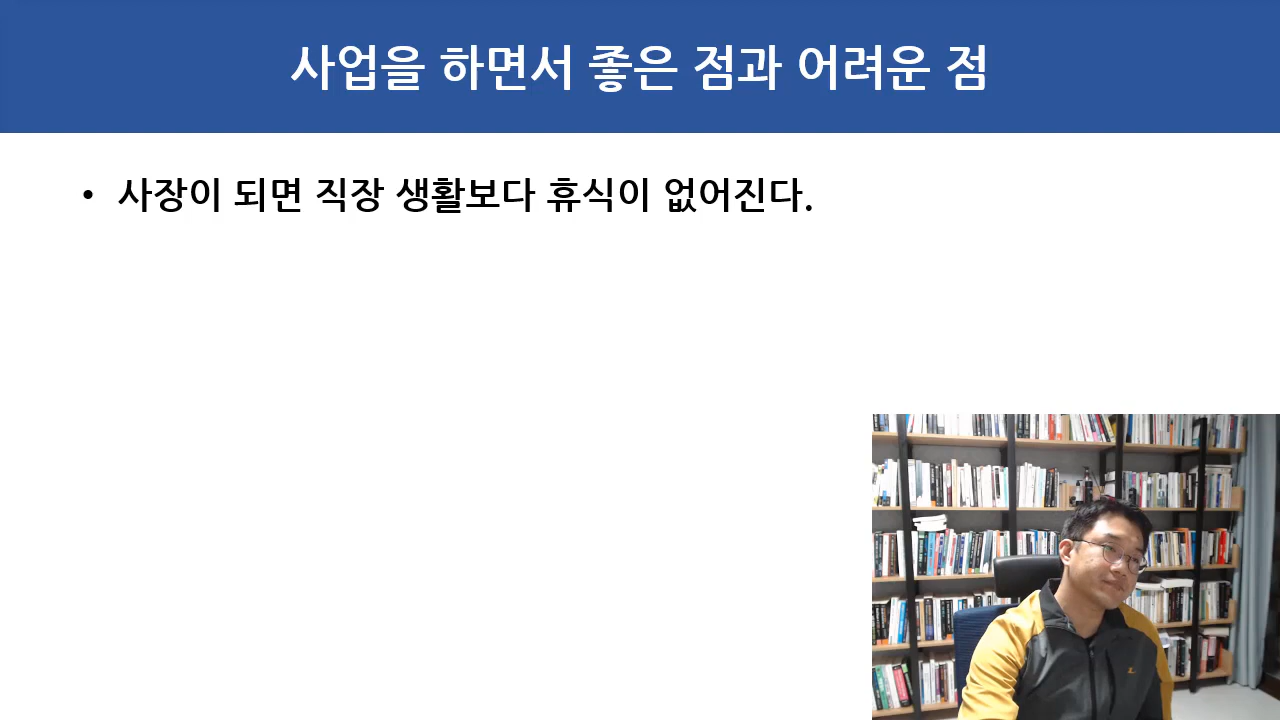 사업을 하면서 좋은 점과 어려운 점
• 사장이 되면 직장 생활보다 휴식이 없어진다.